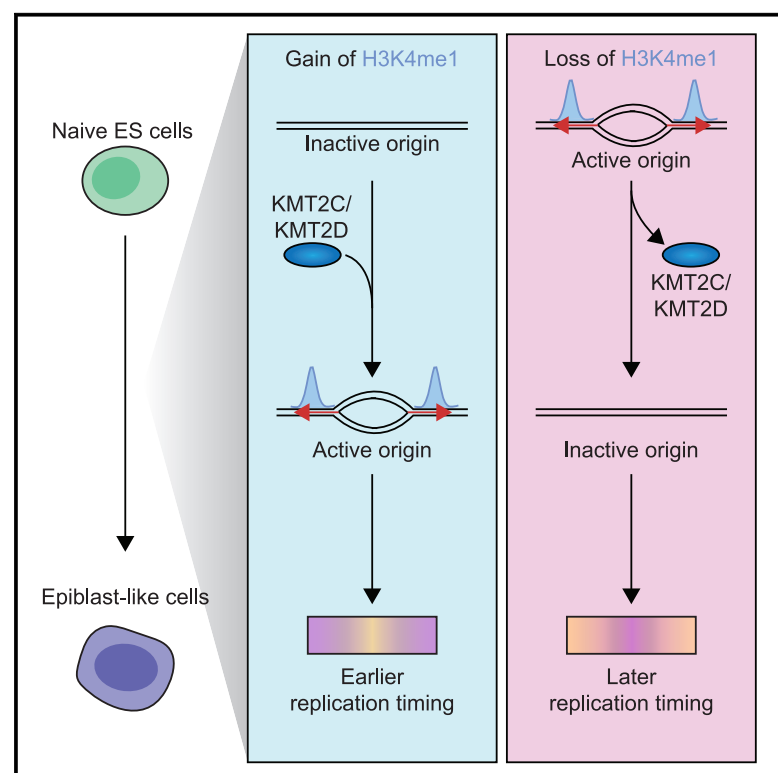 Naive ES cells
Epiblast-like cells
Gain of H3K4me1
Inactive origin
KMT2C/
KMT2D
Active origin
Earlier
replication timing
Loss of H3K4me1
Active origin
KMT2C/
KMT2D
Inactive origin
Later
replication timing